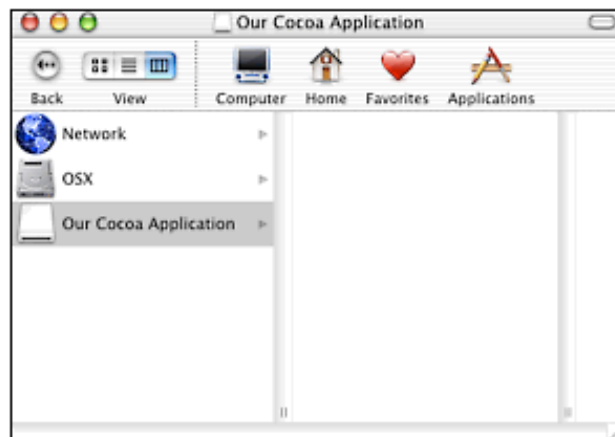 Our Cocoa Application
Back View Computer Home Favorites Applications
Network
OSX
Our Cocoa Application